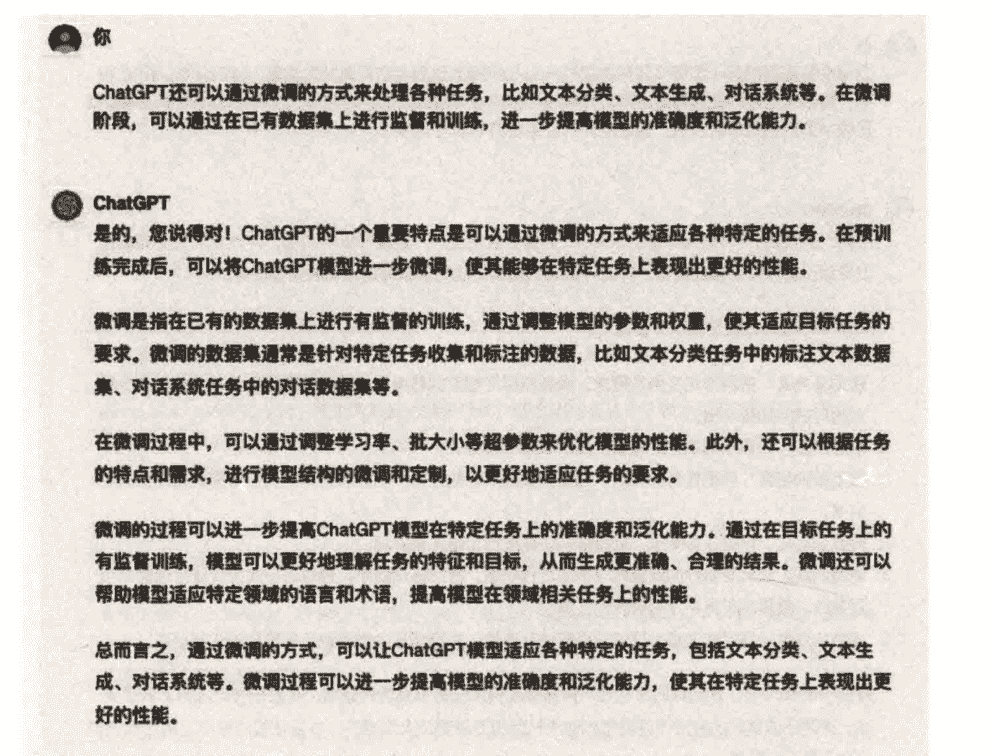 你
ChatGPT还可以通过微调的方式来处理各种任务，比如文本分类、文本生成、对话系统等。在微调
阶段，可以通过在已有数据集上进行监督和训练，进一步提高模型的准确度和泛化能力。
ChatGPT
是的，您说得对！ChatGPT的一个重要特点是可以通过微调的方式来适应各种特定的任务。在预训
练完成后，可以将ChatGPT模型进一步微调，使其能够在特定任务上表现出更好的性能。
微调是指在已有的数据集上进行有监督的训练，通过调整模型的参数和权重，使其适应目标任务的
要求。微调的数据集通常是针对特定任务收集和标注的数据，比如文本分类任务中的标注文本数据
集、对话系统任务中的对话数据集等。
在微调过程中，可以通过调整学习率、批大小等超参数来优化模型的性能。此外，还可以根据任务
的特点和需求，进行模型结构的微调和定制，以更好地适应任务的要求。
微调的过程可以进一步提高ChatGPT模型在特定任务上的准确度和泛化能力。通过在目标任务上的
有监督训练，模型可以更好地理解任务的特征和目标，从而生成更准确、合理的结果。微调还可以
帮助模型适应特定领域的语言和术语，提高模型在领域相关任务上的性能。
总而言之，通过微调的方式，可以让ChatGPT模型适应各种特定的任务，包括文本分类、文本生
成、对话系统等。微调过程可以进一步提高模型的准确度和泛化能力，使其在特定任务上表现出更
好的性能。